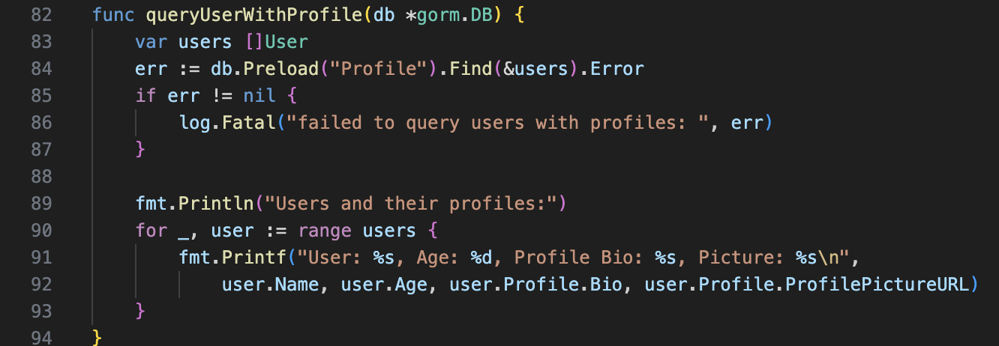 82 func queryUserWithProfile(db *gorm.DB) {
83     var users []User
84     err := db.Preload("Profile").Find(&users).Error
85     if err != nil {
86         log.Fatal("failed to query users with profiles: ", err)
87     }
88
89     fmt.Println("Users and their profiles:")
90     for _, user := range users {
91         fmt.Printf("User: %s, Age: %d, Profile Bio: %s, Picture: %s\n",
92             user.Name, user.Age, user.Profile.Bio, user.Profile.ProfilePictureURL)
93     }
94 }